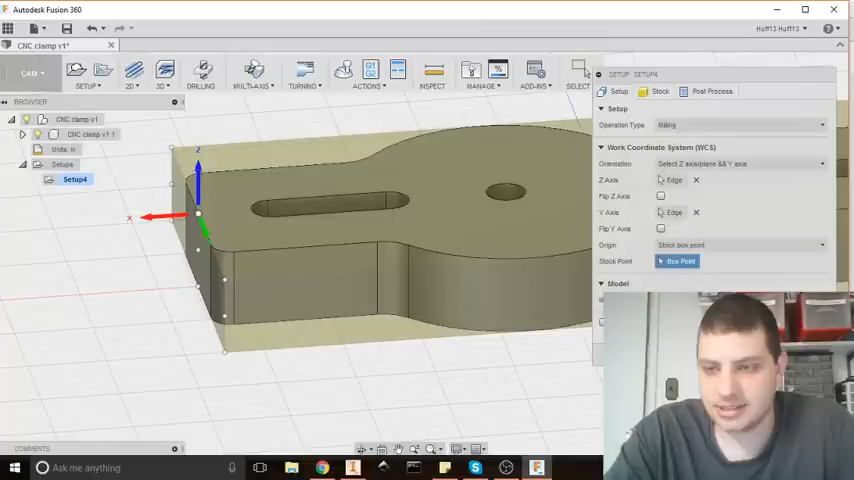 Autodesk Fusion 360
Huff13 Huff13
CNC clamp v1*
CAM
SETUP
2D
3D
DRILLING
MULTI-AXIS
TURNING
G1
G2
ACTIONS
INSPECT
MANAGE
ADD-INS
SELECT
BROWSER
CNC clamp v1
CNC clamp v1 1
Units: in
Setups
Setup4
Z
X
SETUP: SETUP4
Setup
Stock
Post Process
Setup
Operation Type
Milling
Work Coordinate System (WCS)
Orientation
Select Z axis/plane && Y axis
Z Axis
Edge
Flip Z Axis
Y Axis
Edge
Flip Y Axis
Origin
Stock box point
Stock Point
Box Point
Model
COMMENTS
Ask me anything